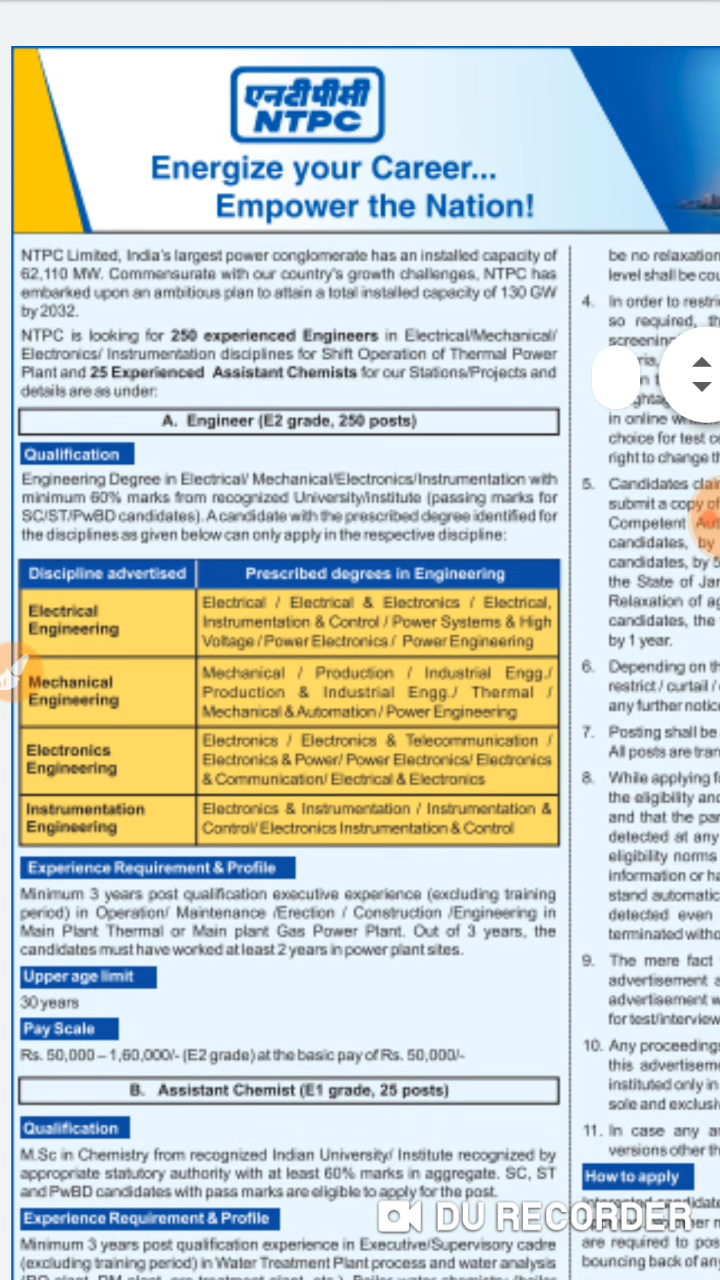 एनटीपीसी
NTPC
Energize your Career...
Empower the Nation!
NTPC Limited, India's largest power conglomerate has an installed capacity of
62,110 MW. Commensurate with our country's growth challenges, NTPC has
embarked upon an ambitious plan to attain a total installed capacity of 130 GW
by 2032.
NTPC is looking for 250 experienced Engineers in Electrical/Mechanical/
Electronics/ Instrumentation disciplines for Shift Operation of Thermal Power
Plant and 25 Experienced Assistant Chemists for our Stations/Projects and
details are as under:
A. Engineer (E2 grade, 250 posts)
Qualification
Engineering Degree in Electrical/ Mechanical/Electronics/Instrumentation with
minimum 60% marks from recognized University/Institute (passing marks for
SC/ST/PwBD candidates). A candidate with the prescribed degree identified for
the disciplines as given below can only apply in the respective discipline:
Discipline advertised Prescribed degrees in Engineering
Electrical
Engineering
Electrical / Electrical & Electronics / Electrical,
Instrumentation & Control / Power Systems & High
Voltage / Power Electronics / Power Engineering
Mechanical
Engineering
Mechanical / Production / Industrial Engg./
Production & Industrial Engg./ Thermal /
Mechanical & Automation / Power Engineering
Electronics
Engineering
Electronics / Electronics & Telecommunication /
Electronics & Power/ Power Electronics/ Electronics
& Communication/ Electrical & Electronics
Instrumentation
Engineering
Electronics & Instrumentation / Instrumentation &
Control/ Electronics Instrumentation & Control
Experience Requirement & Profile
Minimum 3 years post qualification executive experience (excluding training
period) in Operation/ Maintenance /Erection / Construction /Engineering in
Main Plant Thermal or Main plant Gas Power Plant. Out of 3 years, the
candidates must have worked at least 2 years in power plant sites.
Upper age limit
30 years
Pay Scale
Rs. 50,000 – 1,60,000/- (E2 grade) at the basic pay of Rs. 50,000/-
B. Assistant Chemist (E1 grade, 25 posts)
Qualification
M.Sc in Chemistry from recognized Indian University/ Institute recognized by
appropriate statutory authority with at least 60% marks in aggregate. SC, ST
and PwBD candidates with pass marks are eligible to apply for the post.
Experience Requirement & Profile
Minimum 3 years post qualification experience in Executive/Supervisory cadre
(excluding training period) in Water Treatment Plant process and water analysis
be no relaxation
level shall be cou
4. In order to restri
so required, th
screening
in online
choice for test ce
right to change th
5. Candidates clai
submit a copy of
Competent Aut
candidates, by
candidates, by 5
the State of Jam
Relaxation of ag
candidates, the
by 1 year.
6. Depending on th
restrict / curtail /
any further notice
7. Posting shall be
All posts are tran
8. While applying fo
the eligibility and
and that the par
detected at any
eligibility norms
information or ha
stand automatic
detected even
terminated witho
9. The mere fact
advertisement a
advertisement w
for test/interview
10. Any proceedings
this advertiseme
instituted only in
sole and exclusiv
11. In case any a
versions other th
How to apply
are required to pos
bouncing back of an
DU RECORDER